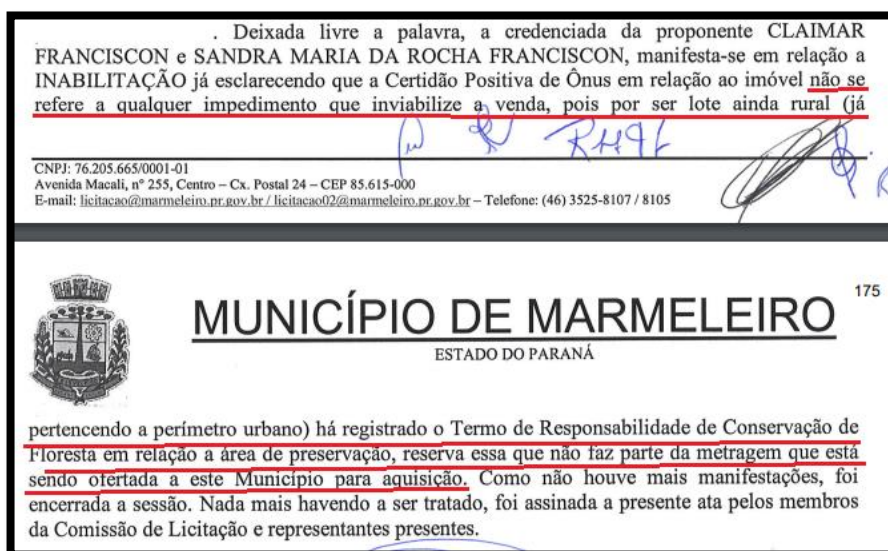 . Deixada livre a palavra, a credenciada da proponente CLAIMAR
FRANCISCON e SANDRA MARIA DA ROCHA FRANCISCON, manifesta-se em relação a
INABILITAÇÃO já esclarecendo que a Certidão Positiva de Ônus em relação ao imóvel não se
refere a qualquer impedimento que inviabilize a venda, pois por ser lote ainda rural (já
CNPJ: 76.205.665/0001-01
Avenida Macali, nº 255, Centro – Cx. Postal 24 – CEP 85.615-000
E-mail: licitacao@marmeleiro.pr.gov.br / licitacao02@marmeleiro.pr.gov.br – Telefone: (46) 3525-8107 / 8105
175
MUNICÍPIO DE MARMELEIRO
ESTADO DO PARANÁ
pertencendo a perímetro urbano) há registrado o Termo de Responsabilidade de Conservação de
Floresta em relação a área de preservação, reserva essa que não faz parte da metragem que está
sendo ofertada a este Município para aquisição. Como não houve mais manifestações, foi
encerrada a sessão. Nada mais havendo a ser tratado, foi assinada a presente ata pelos membros
da Comissão de Licitação e representantes presentes.